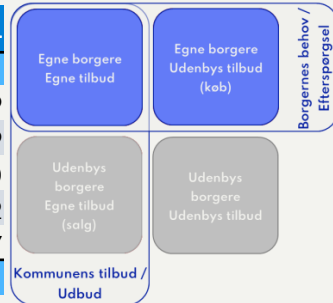 Egne borgere
Egne tilbud
Egne borgere
Udenbys tilbud
(køb)
Borgernes behov /
Efterspørgsel
Udenbys
borgere
Egne tilbud
(salg)
Udenbys
borgere
Udenbys tilbud
Kommunens tilbud /
Udbud